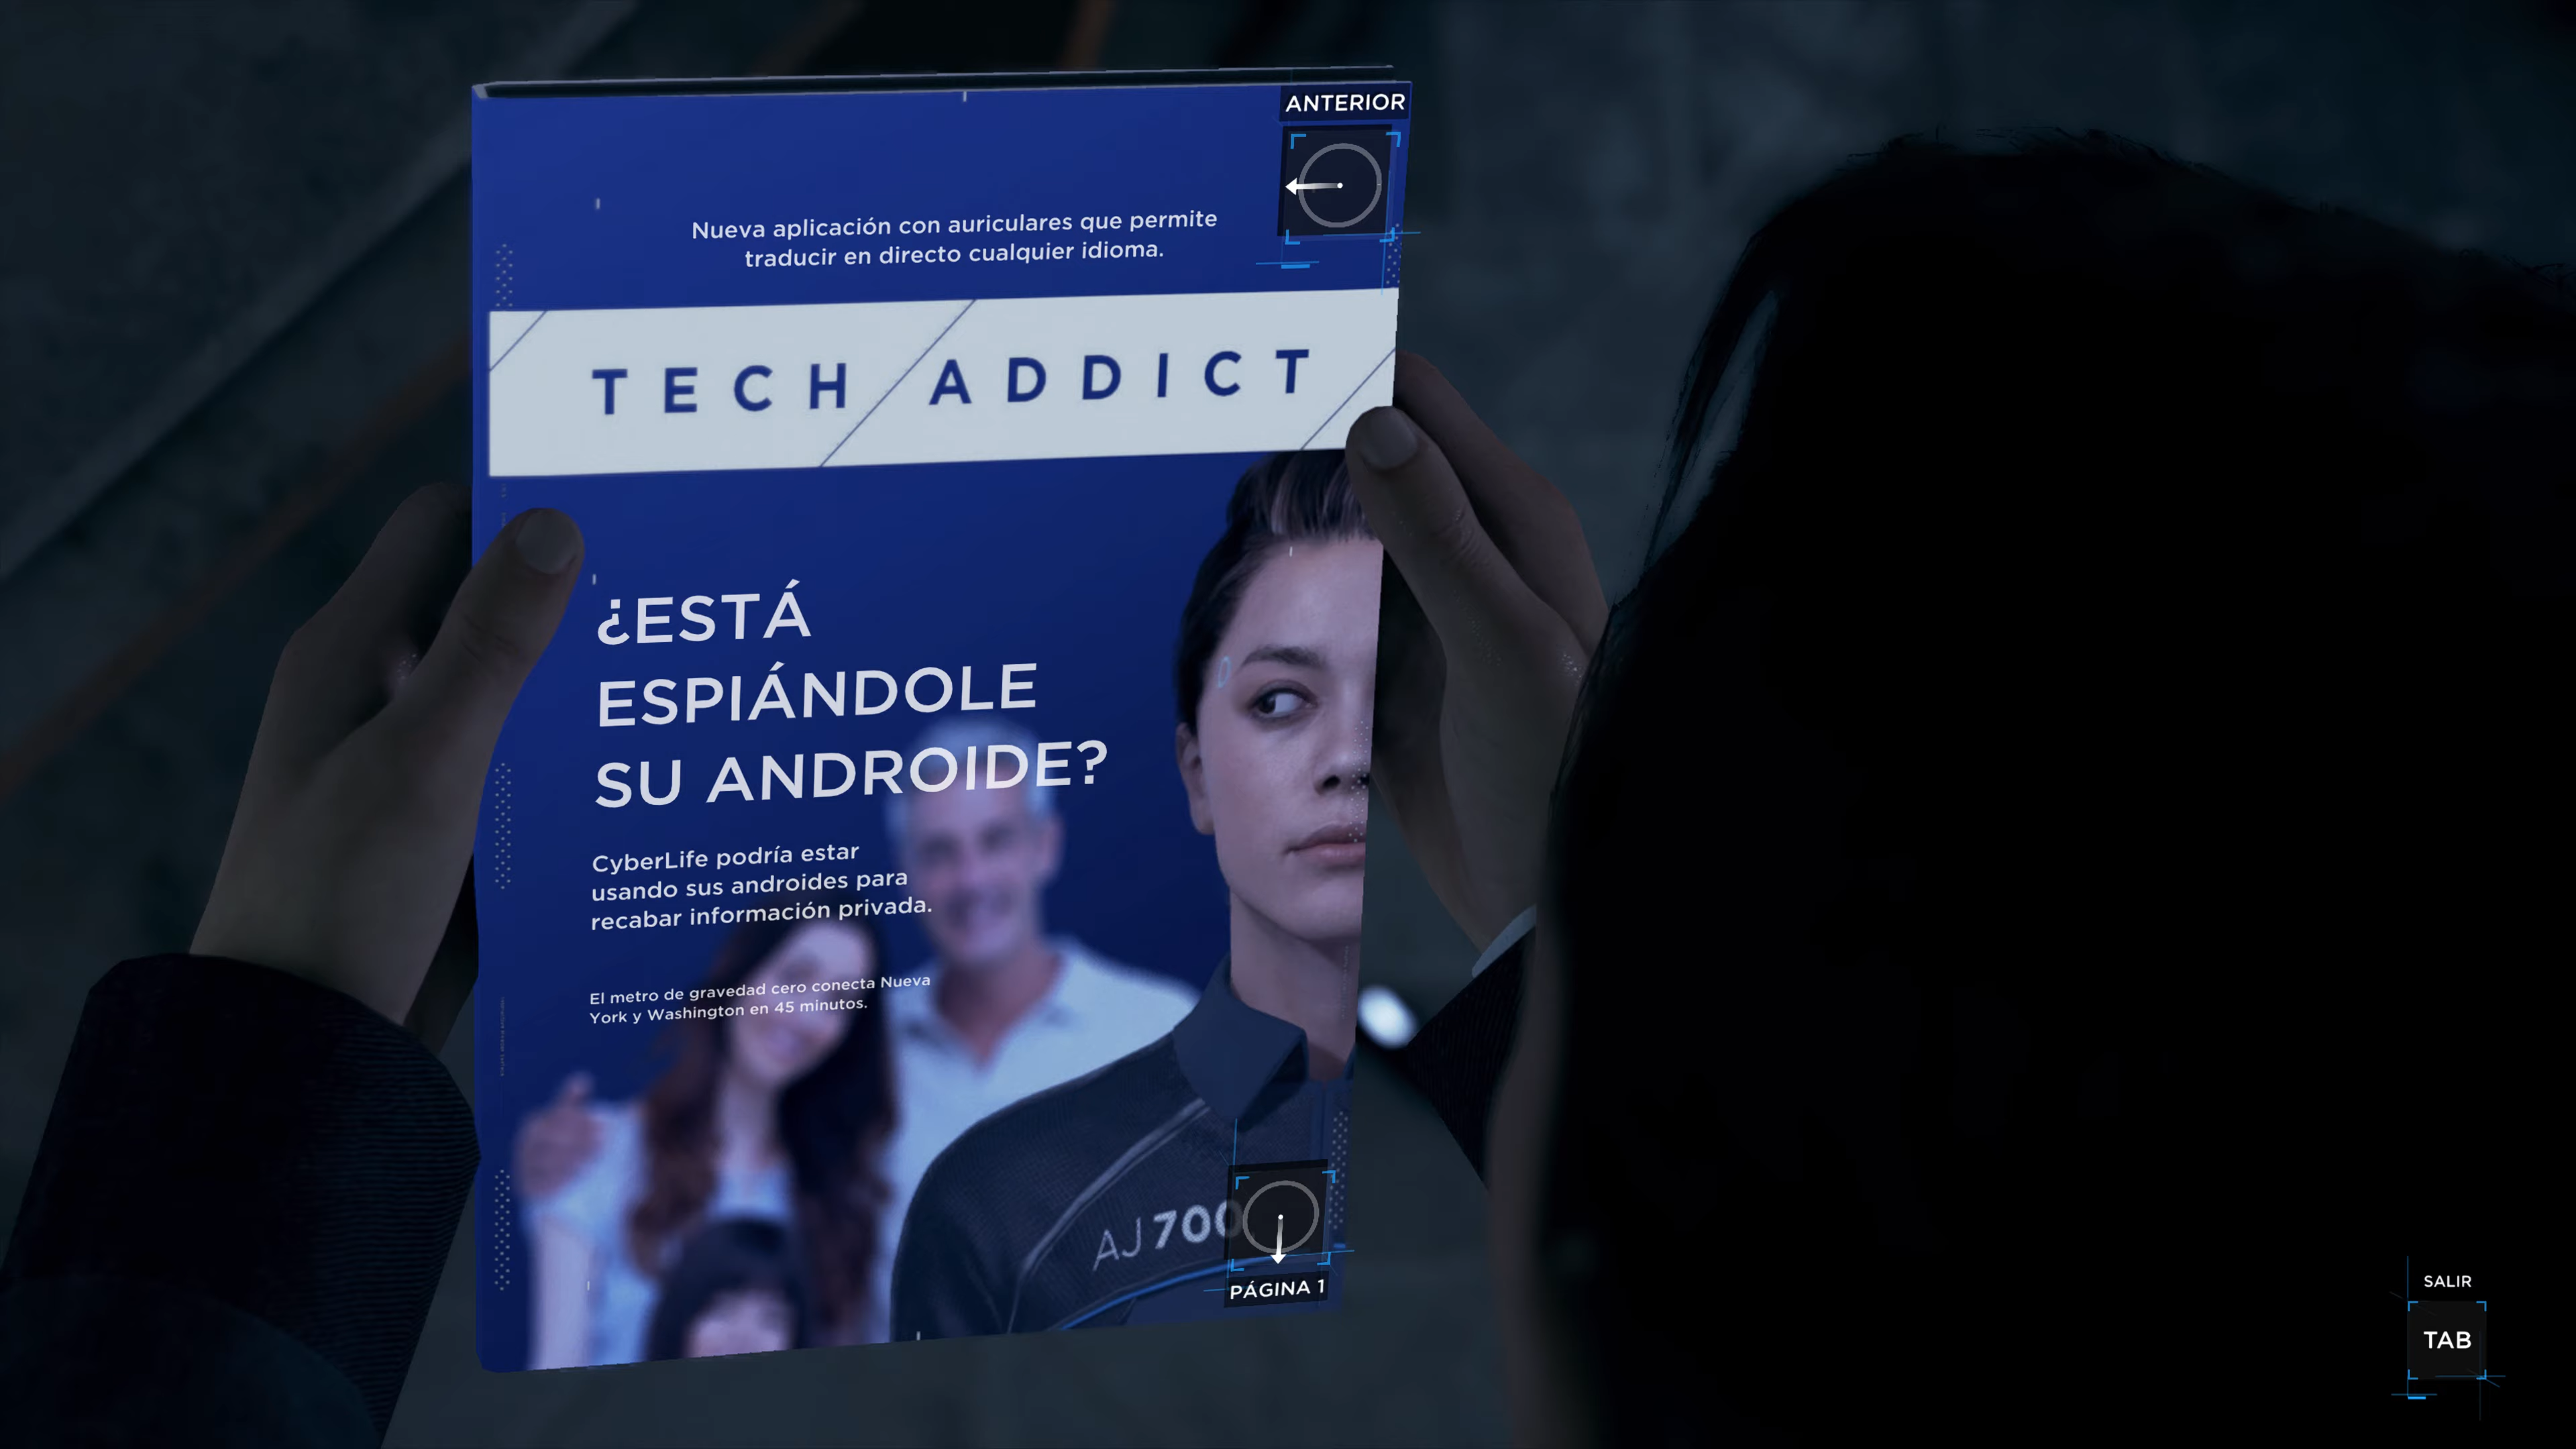 ANTERIOR
Nueva aplicación con auriculares que permite
traducir en directo cualquier idioma.
TECH ADDICT
¿ESTÁ
ESPIÁNDOLE
SU ANDROIDE?
CyberLife podría estar
usando sus androides para
recabar información privada.
El metro de gravedad cero conecta Nueva
York y Washington en 45 minutos.
AJ700
PÁGINA 1
SALIR
TAB